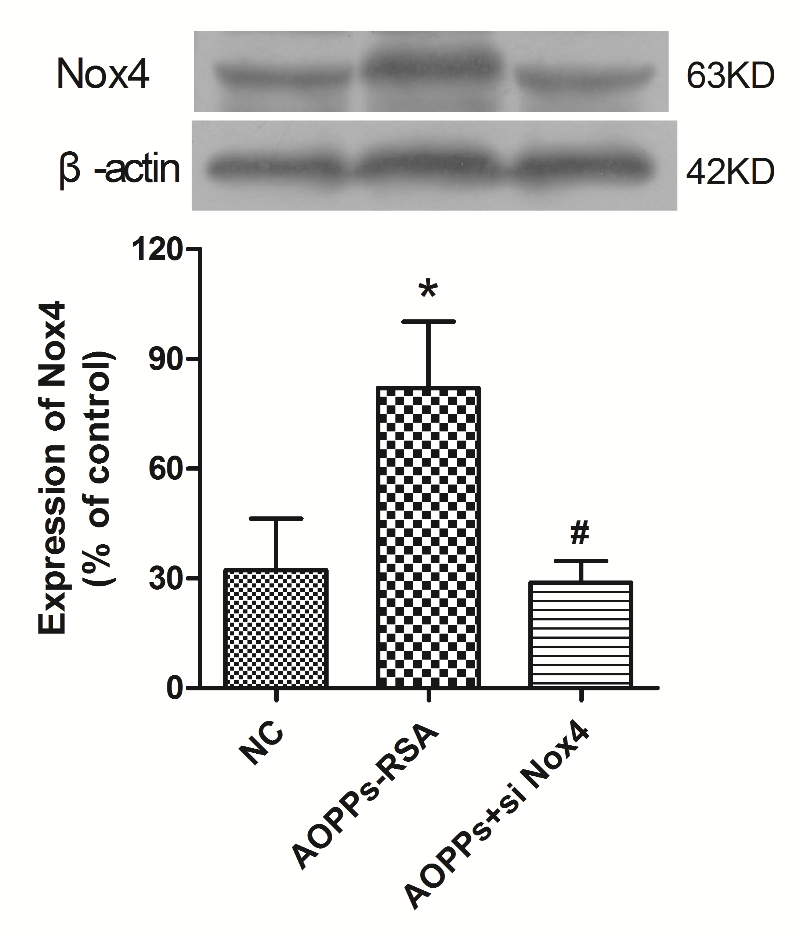 Nox4 63KD
β -actin 42KD
120
*
90
60
#
30
0
Expression of Nox4
(% of control)
NC
AOPPs-RSA
AOPPs+si Nox4